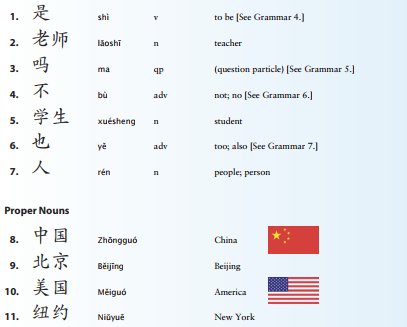 1. 是 shì v to be [See Grammar 4.]
2. 老师 lǎoshī n teacher
3. 吗 ma qp (question particle) [See Grammar 5.]
4. 不 bù adv not; no [See Grammar 6.]
5. 学生 xuésheng n student
6. 也 yě adv too; also [See Grammar 7.]
7. 人 rén n people; person
Proper Nouns
8. 中国 Zhōngguó China
9. 北京 Běijīng Beijing
10. 美国 Měiguó America
11. 纽约 Niǔyuē New York